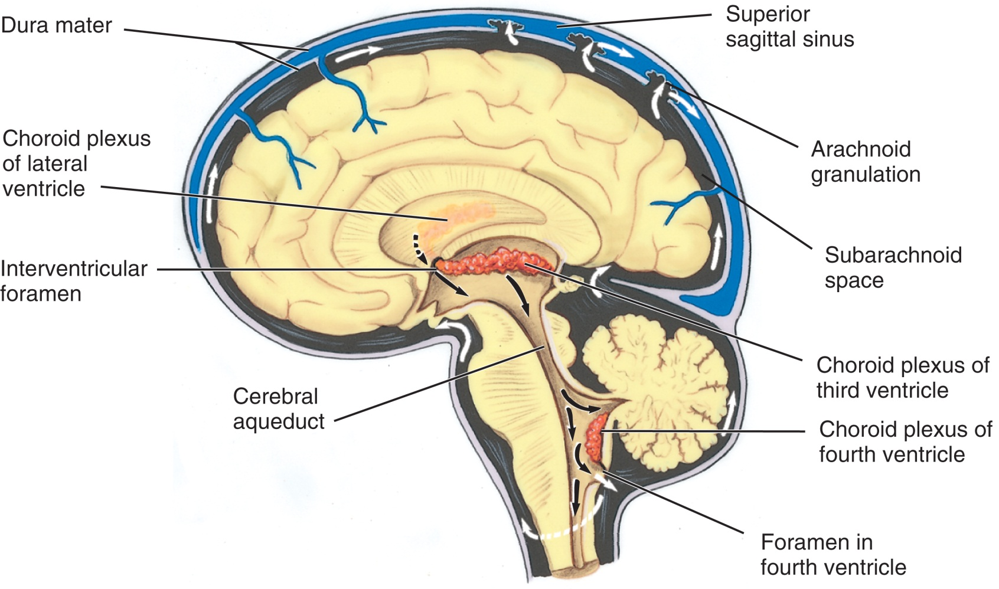 Dura mater
Superior
sagittal sinus
Choroid plexus
of lateral
ventricle
Arachnoid
granulation
Interventricular
foramen
Subarachnoid
space
Cerebral
aqueduct
Choroid plexus of
third ventricle
Choroid plexus of
fourth ventricle
Foramen in
fourth ventricle